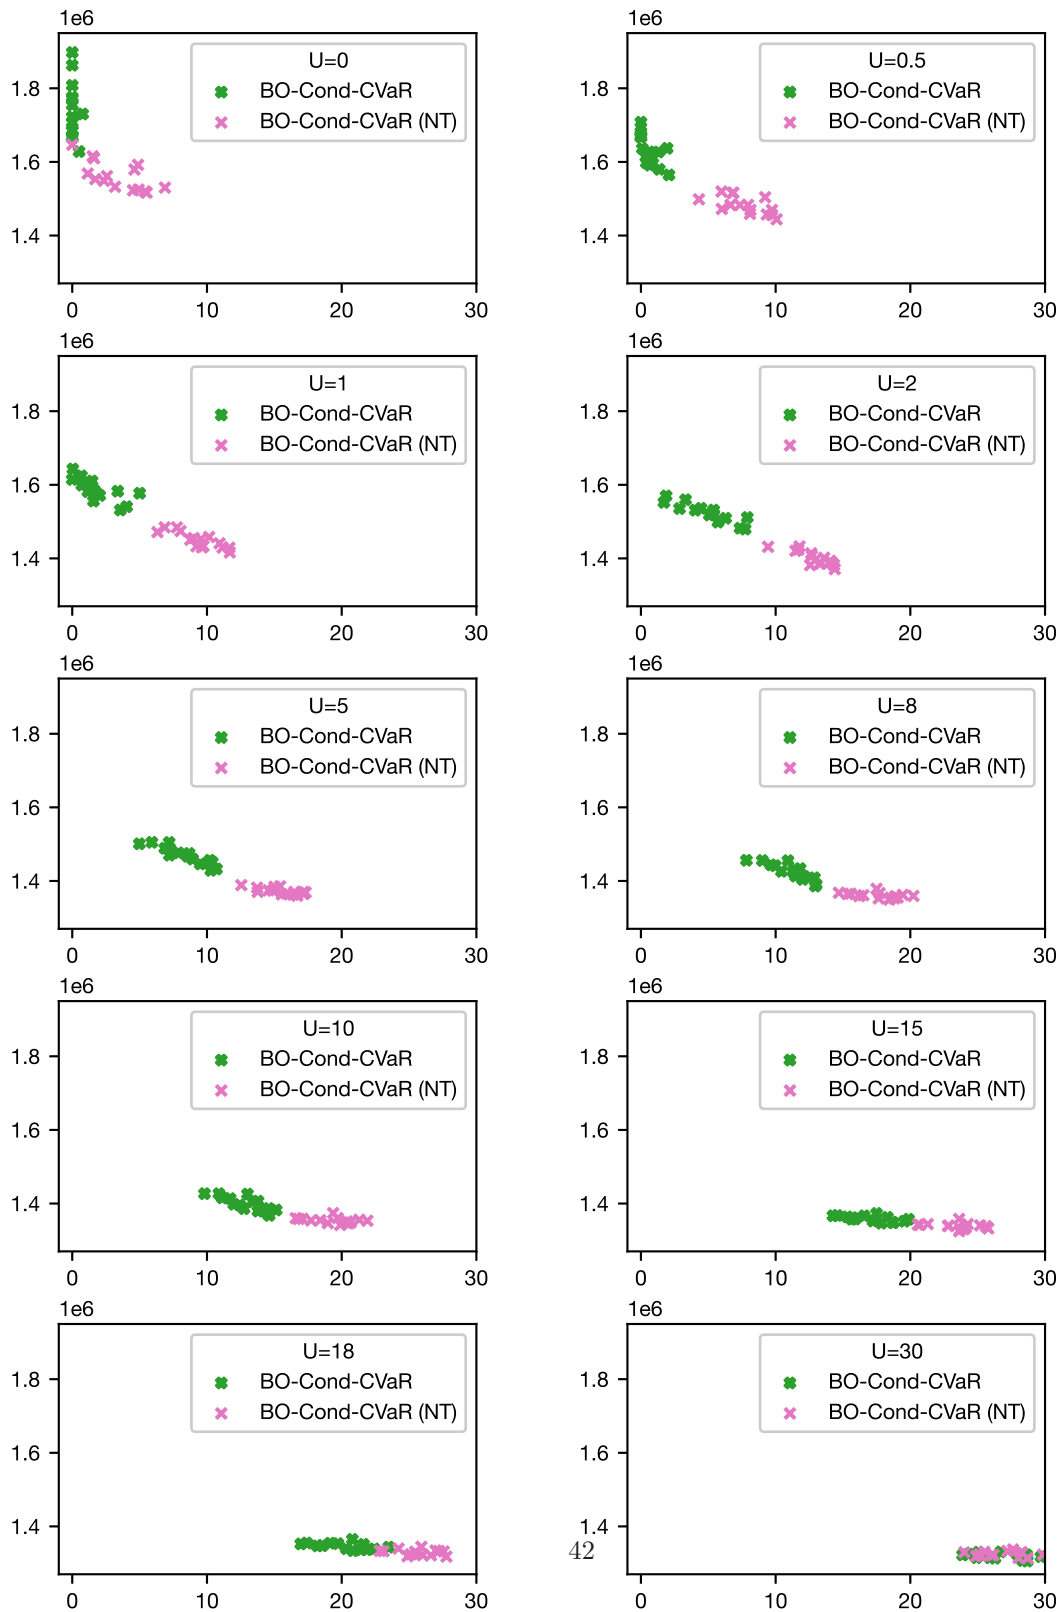 1e6
U=0
BO-Cond-CVaR
BO-Cond-CVaR (NT)
1.8
1.6
1.4
0 10 20 30
1e6
U=0.5
BO-Cond-CVaR
BO-Cond-CVaR (NT)
1.8
1.6
1.4
0 10 20 30
1e6
U=1
BO-Cond-CVaR
BO-Cond-CVaR (NT)
1.8
1.6
1.4
0 10 20 30
1e6
U=2
BO-Cond-CVaR
BO-Cond-CVaR (NT)
1.8
1.6
1.4
0 10 20 30
1e6
U=5
BO-Cond-CVaR
BO-Cond-CVaR (NT)
1.8
1.6
1.4
0 10 20 30
1e6
U=8
BO-Cond-CVaR
BO-Cond-CVaR (NT)
1.8
1.6
1.4
0 10 20 30
1e6
U=10
BO-Cond-CVaR
BO-Cond-CVaR (NT)
1.8
1.6
1.4
0 10 20 30
1e6
U=15
BO-Cond-CVaR
BO-Cond-CVaR (NT)
1.8
1.6
1.4
0 10 20 30
1e6
U=18
BO-Cond-CVaR
BO-Cond-CVaR (NT)
1.8
1.6
1.4
0 10 20 30
1e6
U=30
BO-Cond-CVaR
BO-Cond-CVaR (NT)
1.8
1.6
1.4
0 10 20 30
42